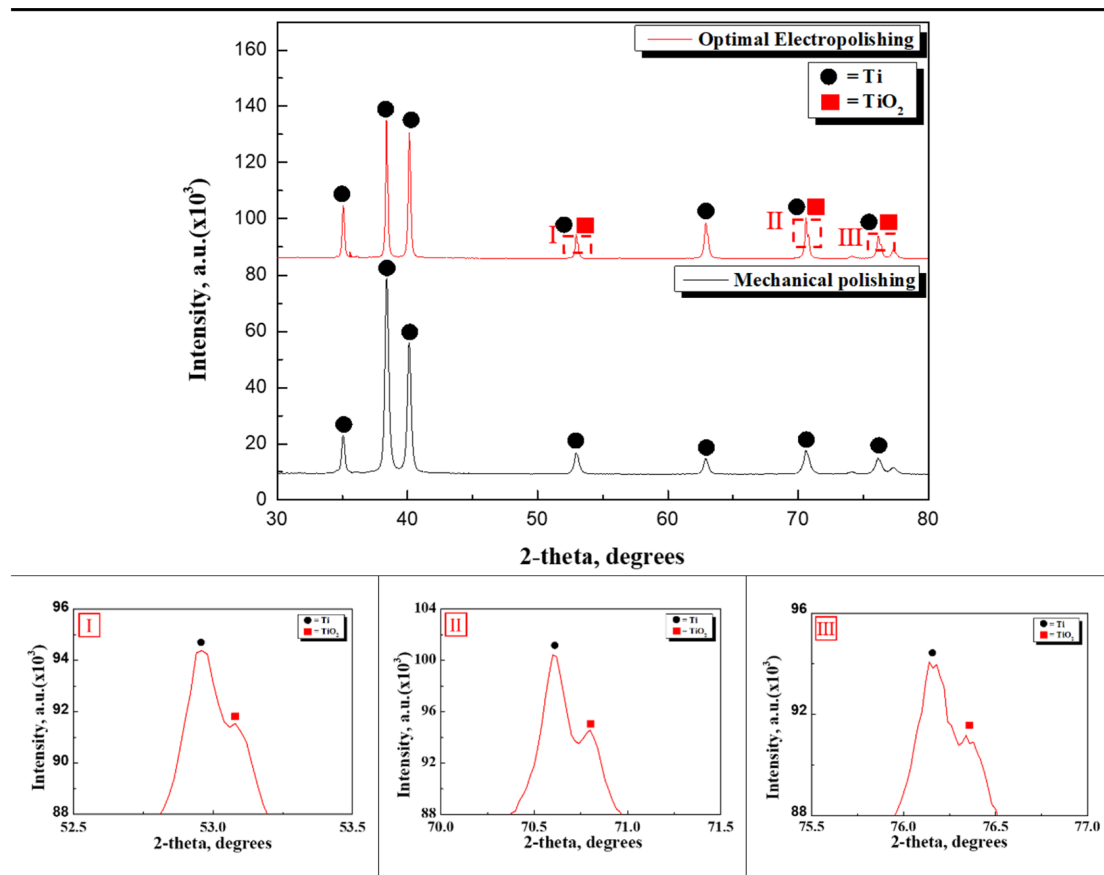 Optimal Electropolishing
= Ti
= TiO2
Mechanical polishing
I
II
III
160
140
120
100
80
60
40
20
0
Intensity, a.u.(x10³)
30
40
50
60
70
80
2-theta, degrees
I
= Ti
= TiO2
96
94
92
90
88
Intensity, a.u.(x10³)
52.5
53.0
53.5
2-theta, degrees
II
= Ti
= TiO2
104
100
96
92
88
Intensity, a.u.(x10³)
70.0
70.5
71.0
71.5
2-theta, degrees
III
= Ti
= TiO2
96
92
88
Intensity, a.u.(x10³)
75.5
76.0
76.5
77.0
2-theta, degrees